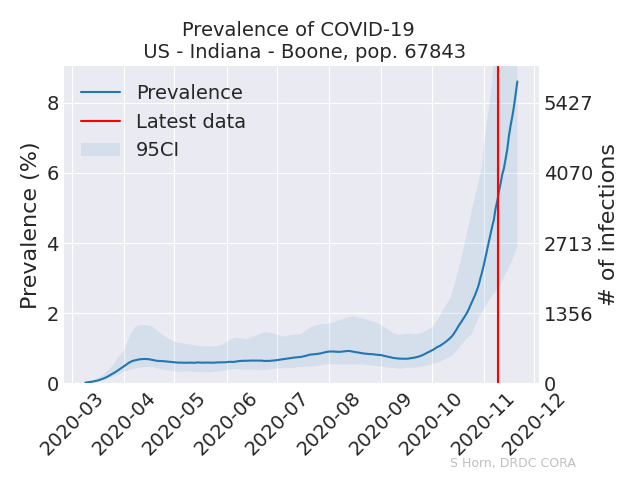 Prevalence of COVID-19
US - Indiana - Boone, pop. 67843
Prevalence
Latest data
95CI
Prevalence (%)
8
6
4
2
0
5427
4070
2713
1356
0
# of infections
2020-03
2020-04
2020-05
2020-06
2020-07
2020-08
2020-09
2020-10
2020-11
2020-12
S Horn, DRDC CORA